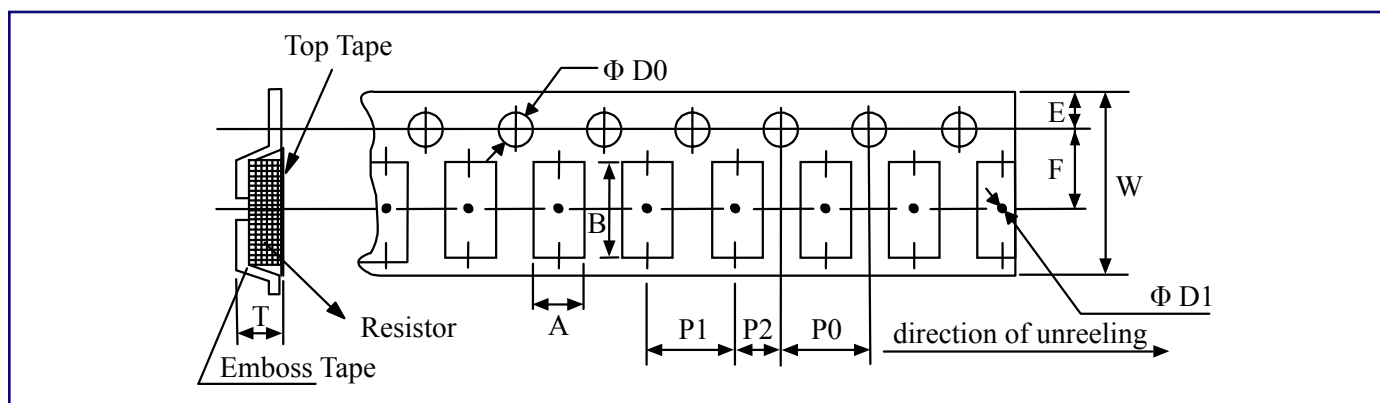 Top Tape
Φ D0
E
F
W
B
Φ D1
T
Resistor
A
P1
P2
P0
direction of unreeling
Emboss Tape